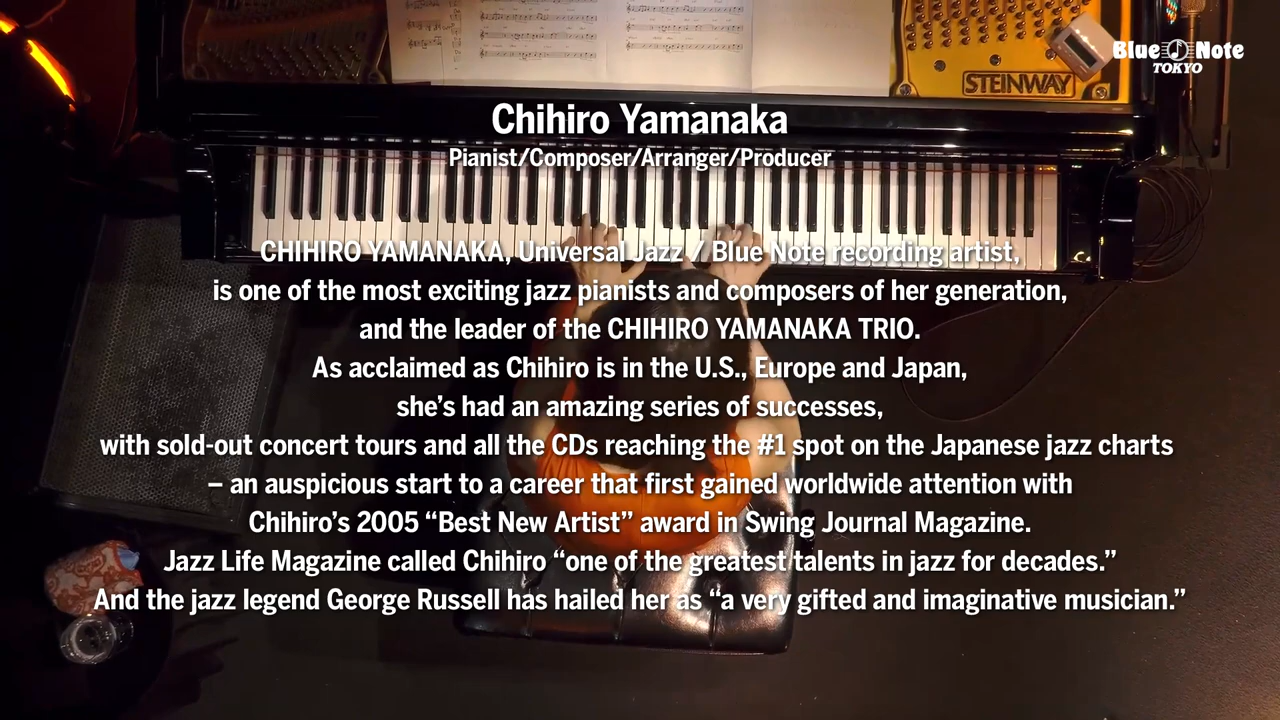 Blue Note
TOKYO
STEINWAY
Chihiro Yamanaka
Pianist/Composer/Arranger/Producer
CHIHIRO YAMANAKA, Universal Jazz / Blue Note recording artist,
is one of the most exciting jazz pianists and composers of her generation,
and the leader of the CHIHIRO YAMANAKA TRIO.
As acclaimed as Chihiro is in the U.S., Europe and Japan,
she's had an amazing series of successes,
with sold-out concert tours and all the CDs reaching the #1 spot on the Japanese jazz charts
– an auspicious start to a career that first gained worldwide attention with
Chihiro's 2005 “Best New Artist” award in Swing Journal Magazine.
Jazz Life Magazine called Chihiro “one of the greatest talents in jazz for decades.”
And the jazz legend George Russell has hailed her as “a very gifted and imaginative musician.”